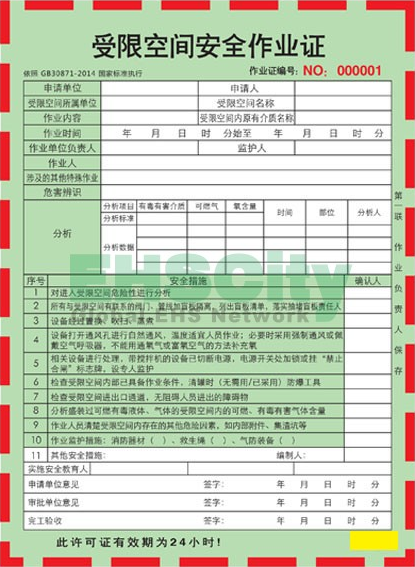 受限空间安全作业证
依照 GB30871-2014 国家标准执行 作业证编号: NO: 000001
申请单位 申请人
受限空间所属单位 受限空间名称
作业内容 受限空间内原有介质名称
作业时间 年 月 日 时 分始至 年 月 日 时 分
作业单位负责人 监护人
作业人
涉及的其他特殊作业
危害辨识
分析 分析项目 有毒有害介质 可燃气 氧含量 时间 部位 分析人
分析标准
分析数据
序号 安全措施 确认人
1 对进入受限空间危险性进行分析
2 所有与受限空间有联系的阀门、管线加盲板隔离,列出盲板清单,落实抽堵盲板责任人
3 设备经过置换、吹扫、蒸煮
4 设备打开通风孔进行自然通风,温度适宜人员作业;必要时采用强制通风或佩
戴空气呼吸器,不能用通氧气或富氧空气的方法补充氧
5 相关设备进行处理,带搅拌机的设备已切断电源,电源开关处加锁或挂“禁止
合闸”标志牌,设专人监护
6 检查受限空间内部已具备作业条件,清罐时(无需用/已采用)防爆工具
7 检查受限空间进出口通道,无阻碍人员进出的障碍物
8 分析盛装过可燃有毒液体、气体的受限空间内的可燃、有毒有害气体含量
9 作业人员清楚受限空间内存在的其他危险因素,如内部附件、集渣坑等
10 作业监护措施:消防器材( )、救生绳( )、气防装备( )
11 其他安全措施: 编制人:
实施安全教育人
申请单位意见 签字: 年 月 日 时 分
审批单位意见 签字: 年 月 日 时 分
完工验收 签字: 年 月 日 时 分
此许可证有效期为24小时!
第一联 作业负责人保存
EHSCity